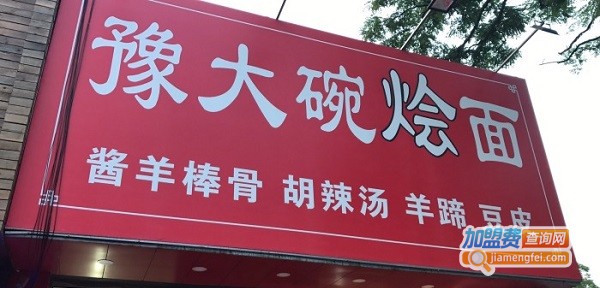 豫大碗烩面
酱羊棒骨 胡辣汤 羊蹄 豆皮
加盟费查询网
jiamengfei.com